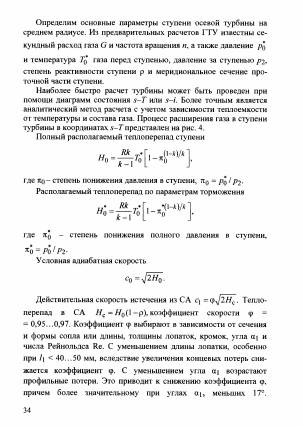 Определим основные параметры ступени осевой турбины на
среднем радиусе. Из предварительных расчетов ГТУ известны се-
кундный расход газа G и частота вращения n, а также давление p₀*
и температура T₀* газа перед ступенью, давление за ступенью p₂,
степень реактивности ступени ρ и меридиональное сечение про-
точной части ступени.
Наиболее быстро расчет турбины может быть проведен при
помощи диаграмм состояния s–T или s–i. Более точным является
аналитический метод расчета с учетом зависимости теплоемкости
от температуры и состава газа. Процесс расширения газа в ступени
турбины в координатах s–T представлен на рис. 4.
Полный располагаемый теплоперепад ступени
H₀ = Rk/(k−1) T₀* [1 − π₀^((1−k)/k)],
где π₀ – степень понижения давления в ступени, π₀ = p₀* / p₂.
Располагаемый теплоперепад по параметрам торможения
H₀* = Rk/(k−1) T₀* [1 − π₀*^((1−k)/k)],
где π₀* – степень понижения полного давления в ступени,
π₀* = p₀* / p₂.
Условная адиабатная скорость
c₀ = √2H₀.
Действительная скорость истечения из СА c₁ = φ√2Hc. Тепло-
перепад в СА Hc = H₀(1−ρ), коэффициент скорости φ =
= 0,95...0,97. Коэффициент φ выбирают в зависимости от сечения
и формы сопла или длины, толщины лопаток, кромок, угла α₁ и
числа Рейнольдса Re. С уменьшением длины лопатки, особенно
при l₁ < 40...50 мм, вследствие увеличения концевых потерь сни-
жается коэффициент φ. С уменьшением угла α₁ возрастают
профильные потери. Это приводит к снижению коэффициента φ,
причем более значительному при углах α₁, меньших 17°.
34